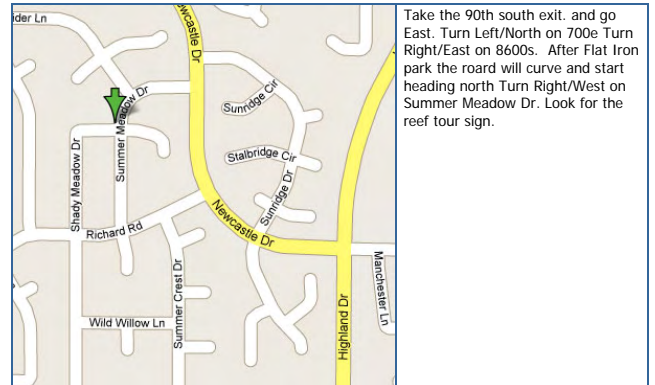 ider Ln
wcastle Dr
Sunridge Cir
Summer Meadow Dr
Stalbridge Cir
Shady Meadow Dr
Sunridge Dr
Newcastle Dr
Richard Rd
Summer Crest Dr
Manchester Ln
Wild Willow Ln
Highland Dr
Take the 90th south exit. and go
East. Turn Left/North on 700e Turn
Right/East on 8600s. After Flat Iron
park the roard will curve and start
heading north Turn Right/West on
Summer Meadow Dr. Look for the
reef tour sign.